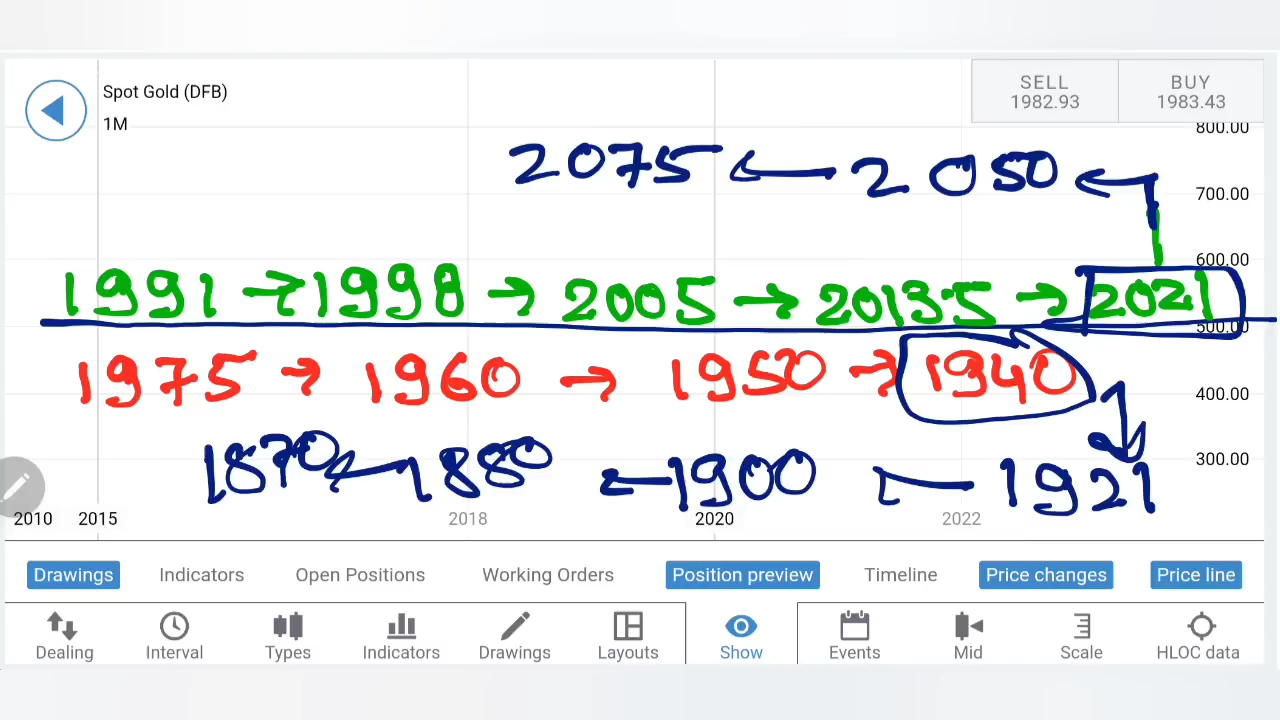 Spot Gold (DFB)
1M
SELL
1982.93
BUY
1983.43
800.00
2075 ← 2050 ←
700.00
600.00
1991 → 1998 → 2005 → 2013.5 → 2021
500.00
1975 → 1960 → 1950 → 1940
400.00
1870 ← 1880 ← 1900 ← 1921
300.00
2010 2015 2018 2020 2022
Drawings Indicators Open Positions Working Orders Position preview Timeline Price changes Price line
Dealing Interval Types Indicators Drawings Layouts Show Events Mid Scale HLOC data